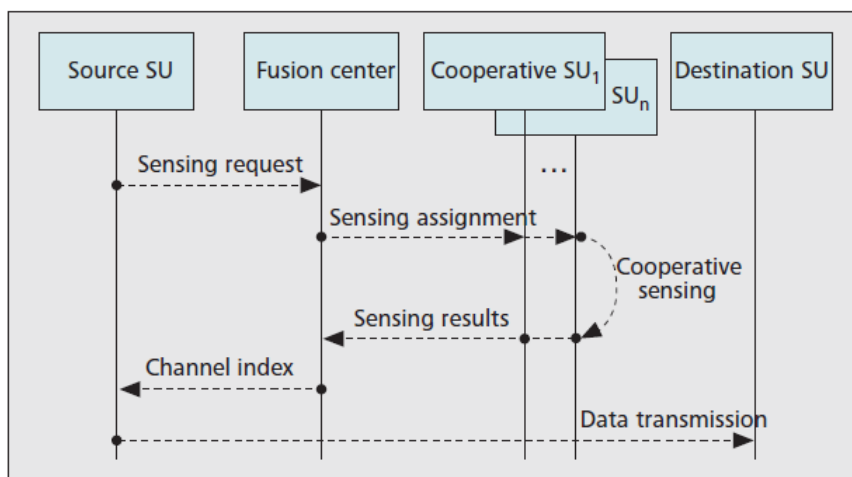 Source SU
Fusion center
Cooperative SU₁
SUₙ
Destination SU
Sensing request
...
Sensing assignment
Cooperative
sensing
Sensing results
Channel index
Data transmission